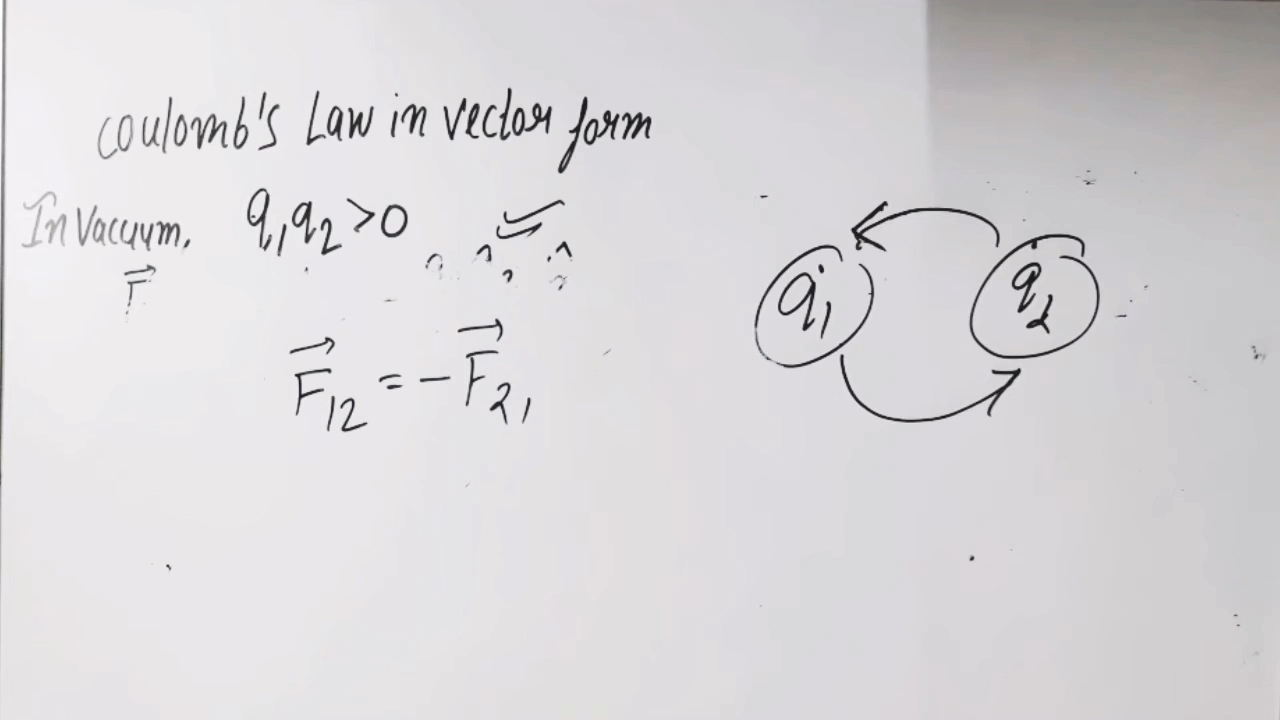 coulomb's Law in vector form
In Vacuum. q₁q₂ > 0
F⃗
F⃗₁₂ = − F⃗₂₁
q₁ q₂